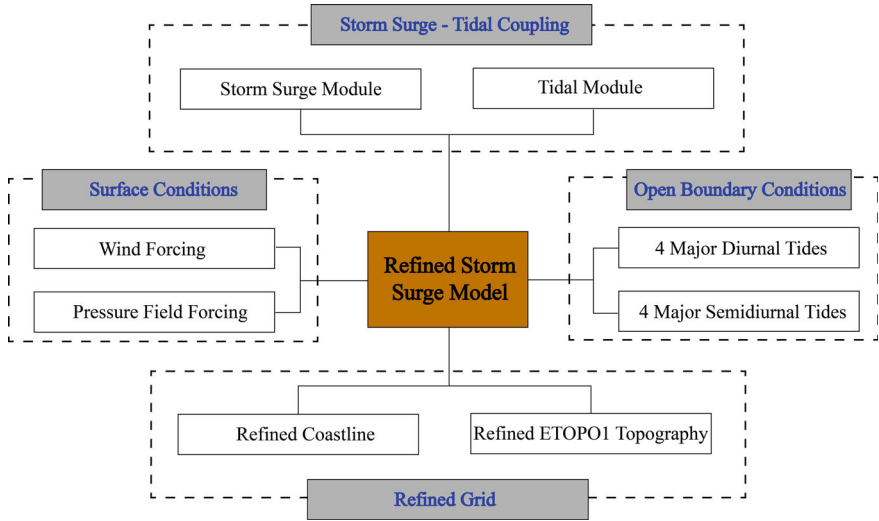 Storm Surge - Tidal Coupling
Storm Surge Module
Tidal Module
Surface Conditions
Wind Forcing
Pressure Field Forcing
Refined Storm
Surge Model
Open Boundary Conditions
4 Major Diurnal Tides
4 Major Semidiurnal Tides
Refined Coastline
Refined ETOPO1 Topography
Refined Grid